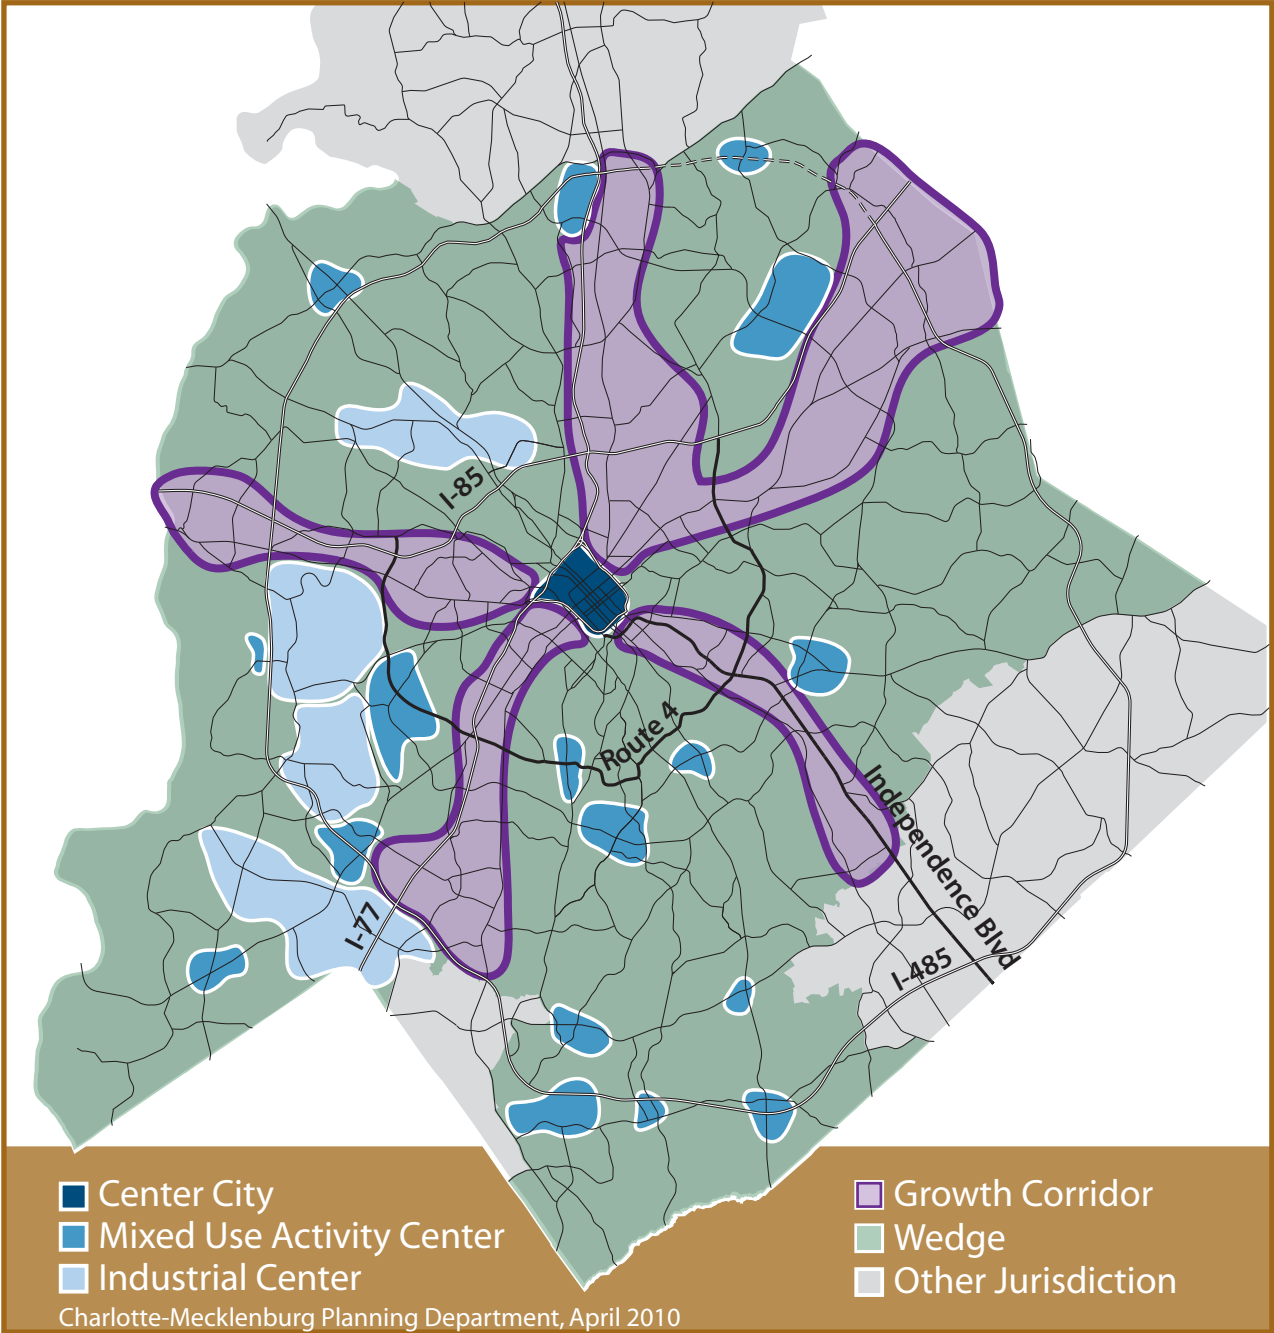 I-85
Route 4
Independence Blvd
I-77
I-485
Center City
Mixed Use Activity Center
Industrial Center
Growth Corridor
Wedge
Other Jurisdiction
Charlotte-Mecklenburg Planning Department, April 2010